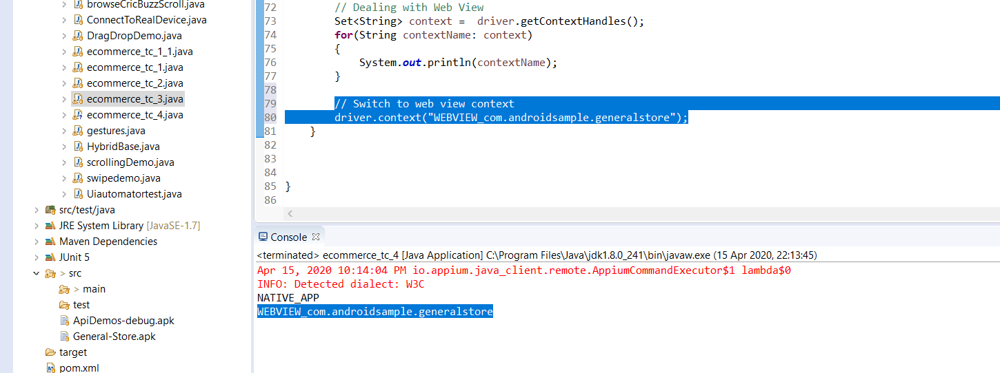 browseCricBuzzScroll.java
ConnectToRealDevice.java
DragDropDemo.java
ecommerce_tc_1_1.java
ecommerce_tc_1.java
ecommerce_tc_2.java
ecommerce_tc_3.java
ecommerce_tc_4.java
gestures.java
HybridBase.java
scrollingDemo.java
swipedemo.java
Uiautomatortest.java
src/test/java
JRE System Library [JavaSE-1.7]
Maven Dependencies
JUnit 5
> src
> main
test
ApiDemos-debug.apk
General-Store.apk
target
pom.xml
72 // Dealing with Web View
73 Set<String> context = driver.getContextHandles();
74 for(String contextName: context)
75 {
76 System.out.println(contextName);
77 }
78
79 // Switch to web view context
80 driver.context("WEBVIEW_com.androidsample.generalstore");
81 }
82
83
84
85 }
86
Console
<terminated> ecommerce_tc_4 [Java Application] C:\Program Files\Java\jdk1.8.0_241\bin\javaw.exe (15 Apr 2020, 22:13:45)
Apr 15, 2020 10:14:04 PM io.appium.java_client.remote.AppiumCommandExecutor$1 lambda$0
INFO: Detected dialect: W3C
NATIVE_APP
WEBVIEW_com.androidsample.generalstore